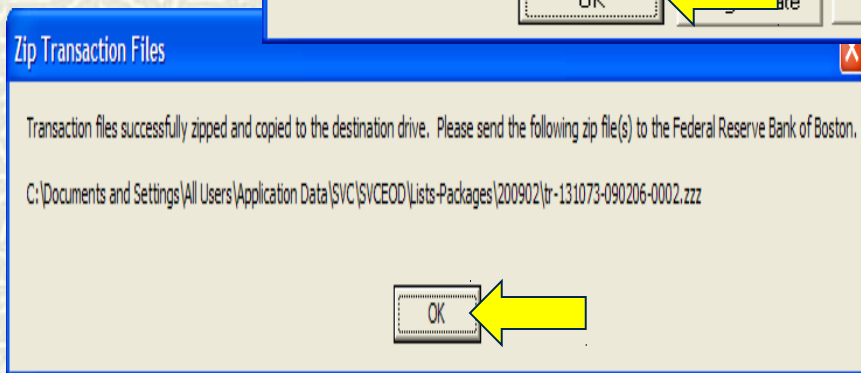 OK
Zip Transaction Files
Transaction files successfully zipped and copied to the destination drive. Please send the following zip file(s) to the Federal Reserve Bank of Boston.
C:\Documents and Settings\All Users\Application Data\SVC\SVCEOD\Lists-Packages\200902\tr-131073-090206-0002.zzz
OK